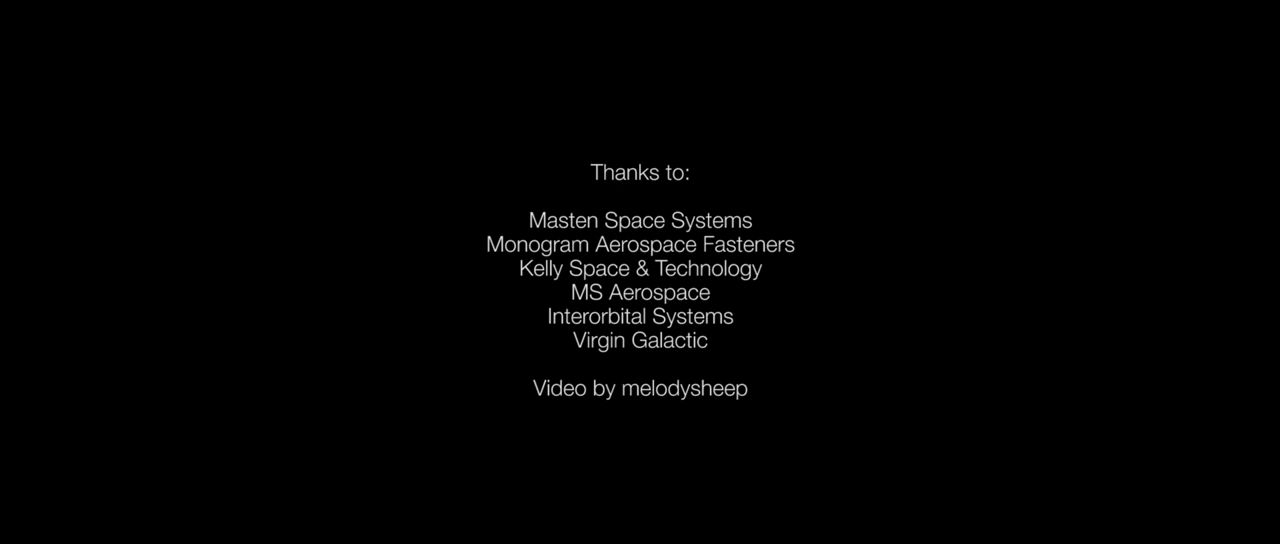 Thanks to:
Masten Space Systems
Monogram Aerospace Fasteners
Kelly Space & Technology
MS Aerospace
Interorbital Systems
Virgin Galactic
Video by melodysheep